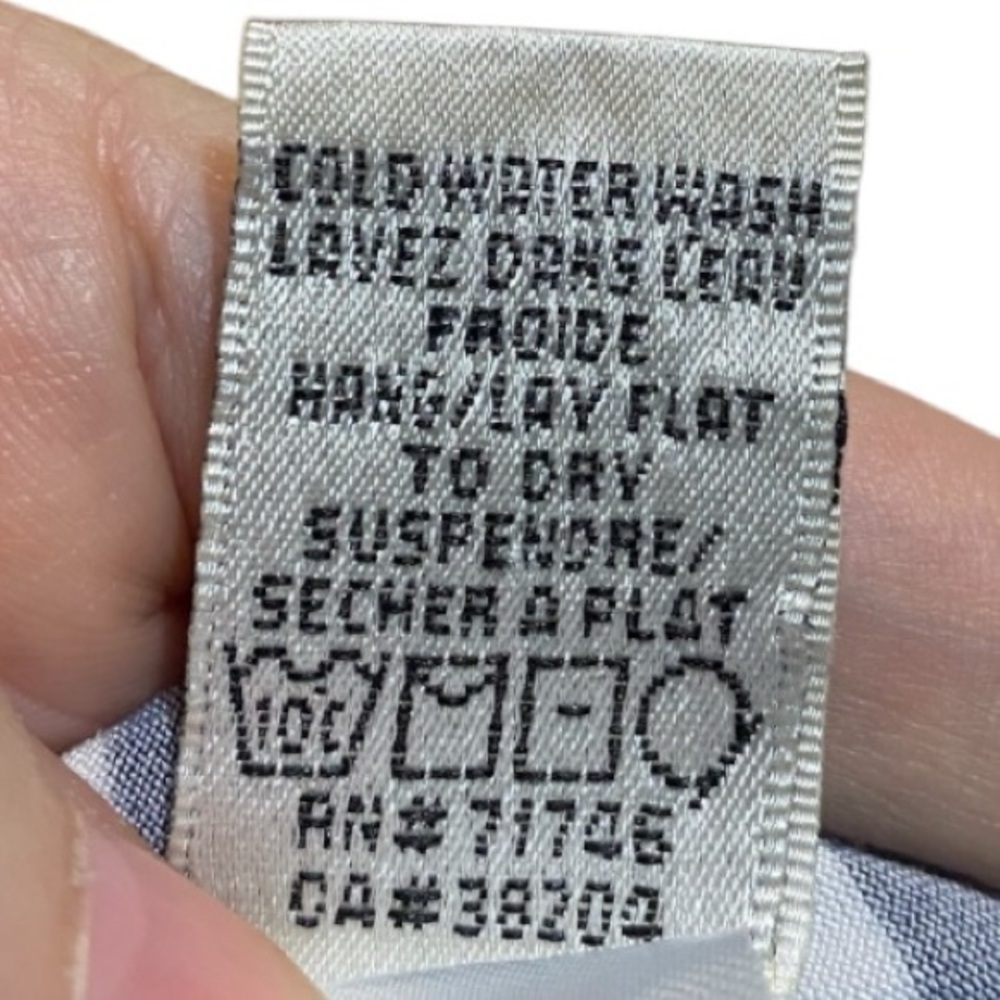 COLD WATER WASH
LAVEZ DANS L'EAU
FROIDE
HANG/LAY FLAT
TO DRY
SUSPENDRE/
SECHER A PLAT
10C
RN# 71746
CA#38204